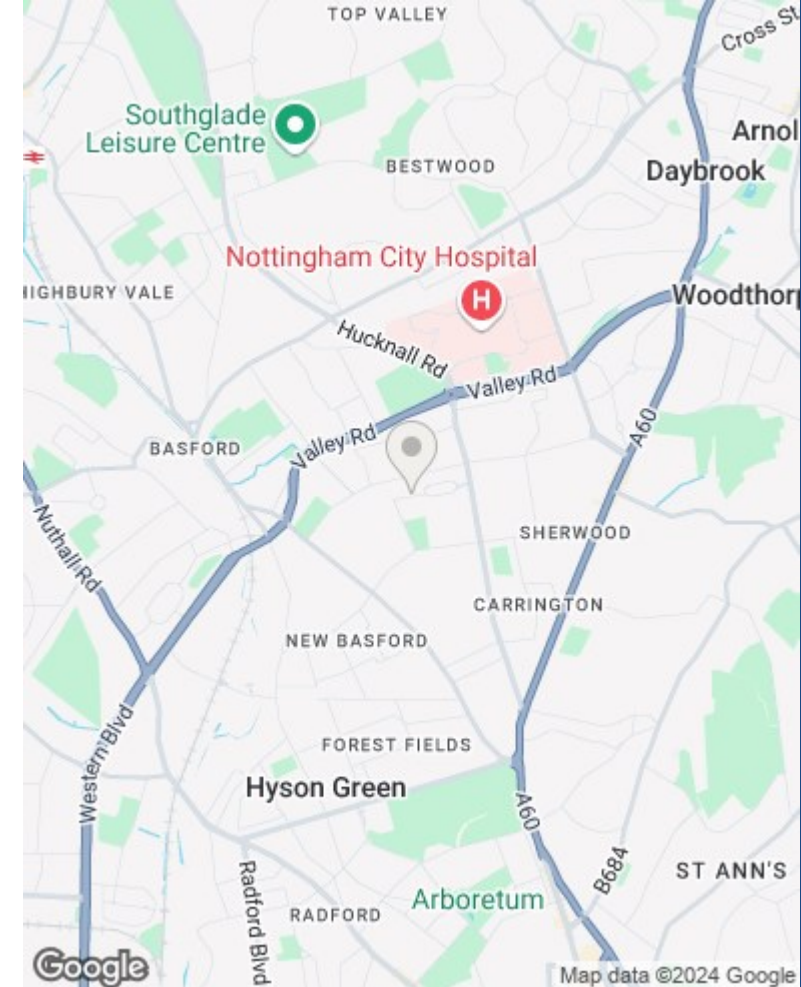 TOP VALLEY
Cross St
Southglade
Leisure Centre
Arnol
BESTWOOD
Daybrook
Nottingham City Hospital
H
HIGHBURY VALE
Woodthorp
Hucknall Rd
Valley Rd
A60
Valley Rd
BASFORD
Nuthall Rd
SHERWOOD
CARRINGTON
NEW BASFORD
Western Blvd
FOREST FIELDS
Hyson Green
A60
B684
ST ANN'S
Radford Blvd
Arboretum
RADFORD
Google
Map data ©2024 Google